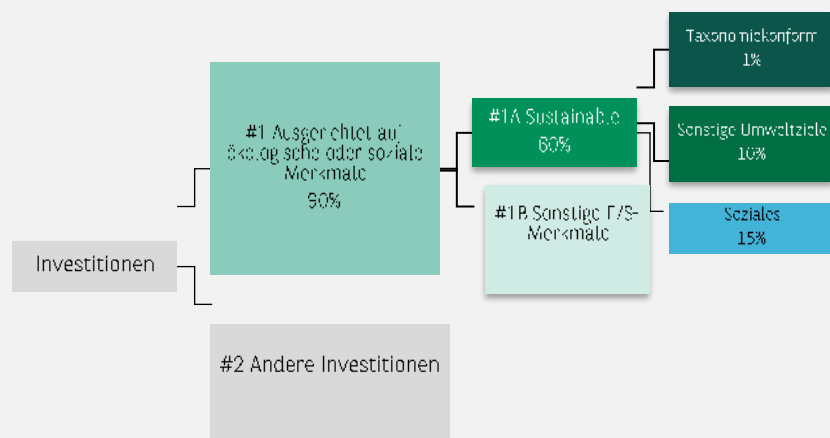 Taxonomiekonform
1%
#1A Sustainable
60%
#1 Ausgerichtet auf
ökologische oder soziale
Merkmale
90%
Sonstige Umweltziele
10%
#1B Sonstige E/S-
Merkmale
Soziales
15%
Investitionen
#2 Andere Investitionen